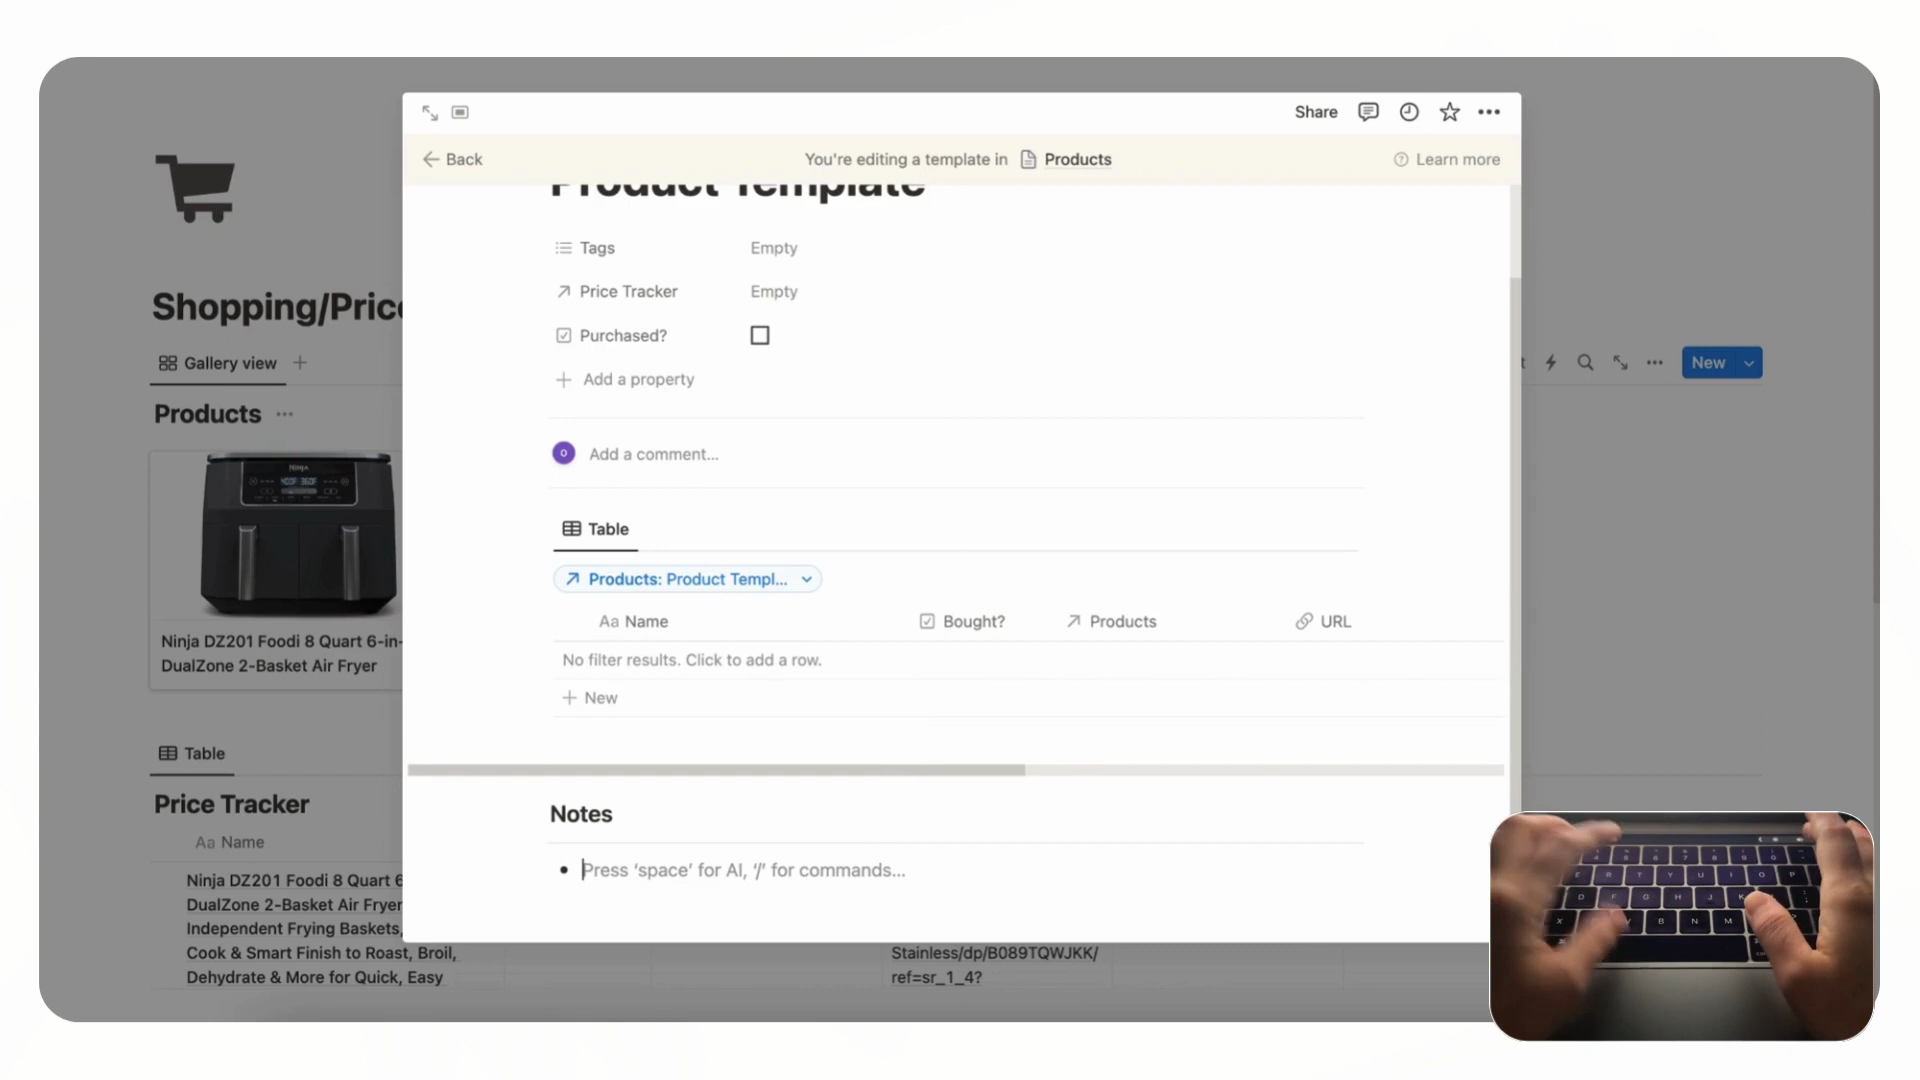 Share
Back
You're editing a template in Products
Learn more
Product Template
Tags Empty
Price Tracker Empty
Purchased?
Add a property
O Add a comment...
Table
Products: Product Templ...
Aa Name Bought? Products URL
No filter results. Click to add a row.
New
Notes
• Press ‘space’ for AI, ‘/’ for commands...
Shopping/Pric
Gallery view
New
Products
NINJA
Ninja DZ201 Foodi 8 Quart 6-in-
DualZone 2-Basket Air Fryer
Table
Price Tracker
Aa Name
Ninja DZ201 Foodi 8 Quart 6
DualZone 2-Basket Air Fryer
Independent Frying Baskets,
Cook & Smart Finish to Roast, Broil,
Dehydrate & More for Quick, Easy
Stainless/dp/B089TQWJKK/
ref=sr_1_4?